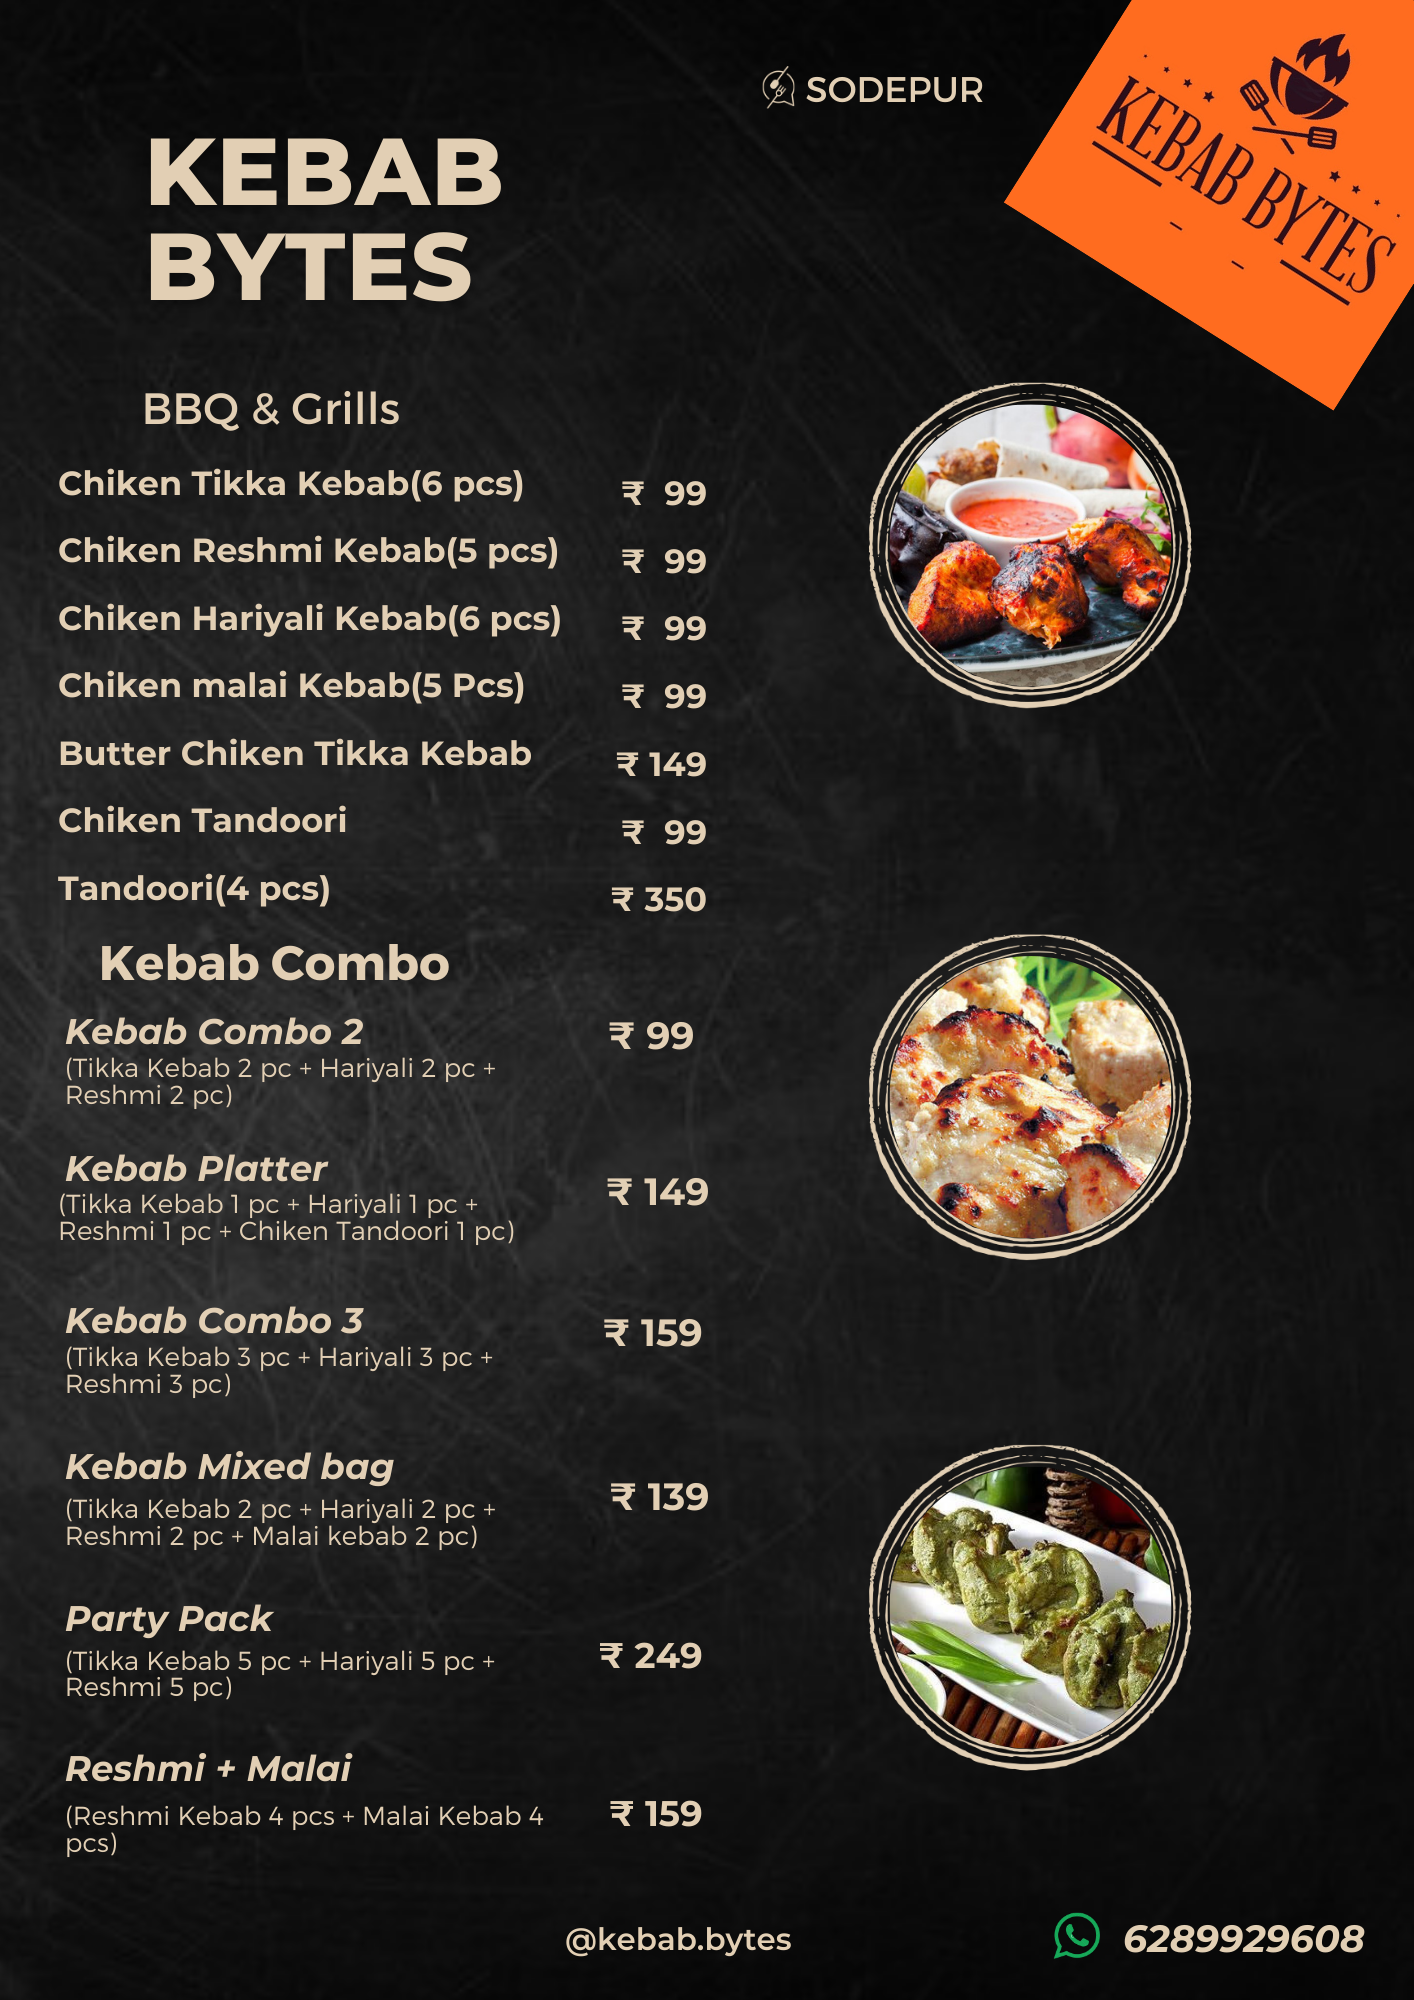 SODEPUR
KEBAB BYTES
KEBAB
BYTES
BBQ & Grills
Chiken Tikka Kebab(6 pcs) ₹ 99
Chiken Reshmi Kebab(5 pcs) ₹ 99
Chiken Hariyali Kebab(6 pcs) ₹ 99
Chiken malai Kebab(5 Pcs) ₹ 99
Butter Chiken Tikka Kebab ₹ 149
Chiken Tandoori ₹ 99
Tandoori(4 pcs) ₹ 350
Kebab Combo
Kebab Combo 2 ₹ 99
(Tikka Kebab 2 pc + Hariyali 2 pc +
Reshmi 2 pc)
Kebab Platter
(Tikka Kebab 1 pc + Hariyali 1 pc + ₹ 149
Reshmi 1 pc + Chiken Tandoori 1 pc)
Kebab Combo 3 ₹ 159
(Tikka Kebab 3 pc + Hariyali 3 pc +
Reshmi 3 pc)
Kebab Mixed bag
(Tikka Kebab 2 pc + Hariyali 2 pc + ₹ 139
Reshmi 2 pc + Malai kebab 2 pc)
Party Pack
(Tikka Kebab 5 pc + Hariyali 5 pc + ₹ 249
Reshmi 5 pc)
Reshmi + Malai
(Reshmi Kebab 4 pcs + Malai Kebab 4 ₹ 159
pcs)
@kebab.bytes 6289929608